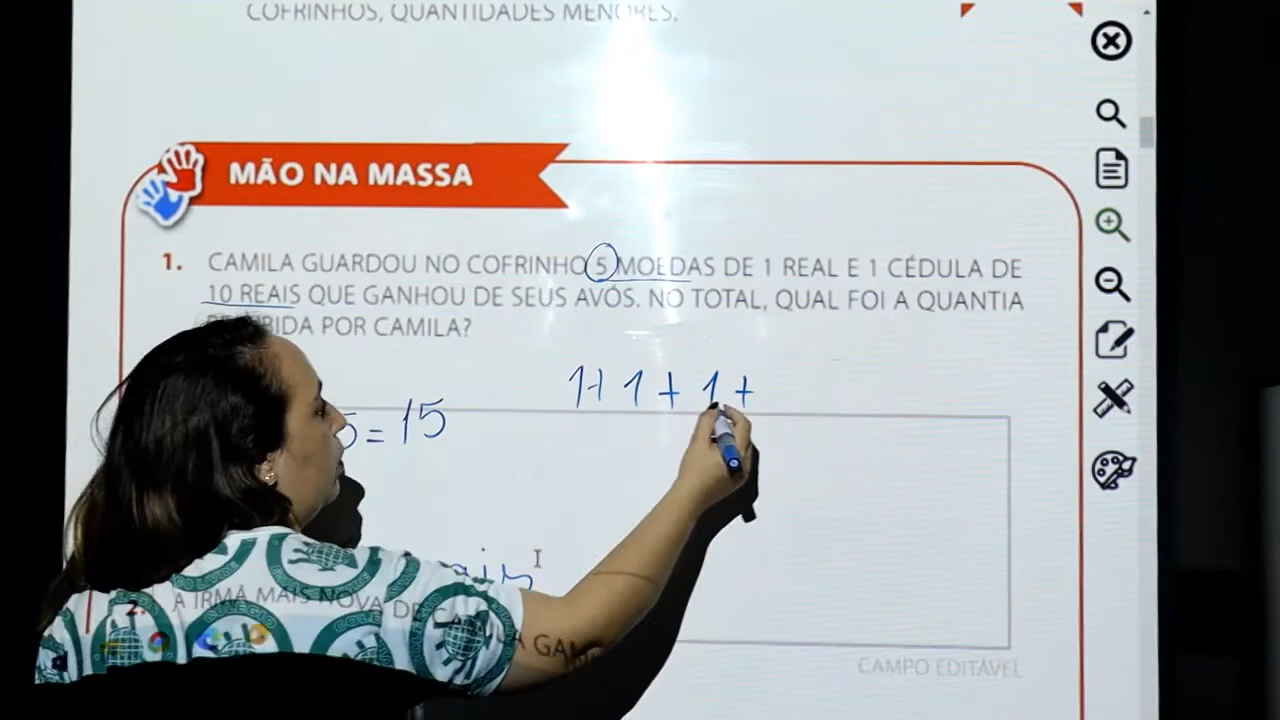 COFRINHOS, QUANTIDADES MENORES.
MÃO NA MASSA
1. CAMILA GUARDOU NO COFRINHO 5 MOEDAS DE 1 REAL E 1 CÉDULA DE
10 REAIS QUE GANHOU DE SEUS AVÓS. NO TOTAL, QUAL FOI A QUANTIA
POR CAMILA?
1+ 1 + 1 +
5 = 15
2. A IRMÃ MAIS NOVA DE
CAMPO EDITÁVEL